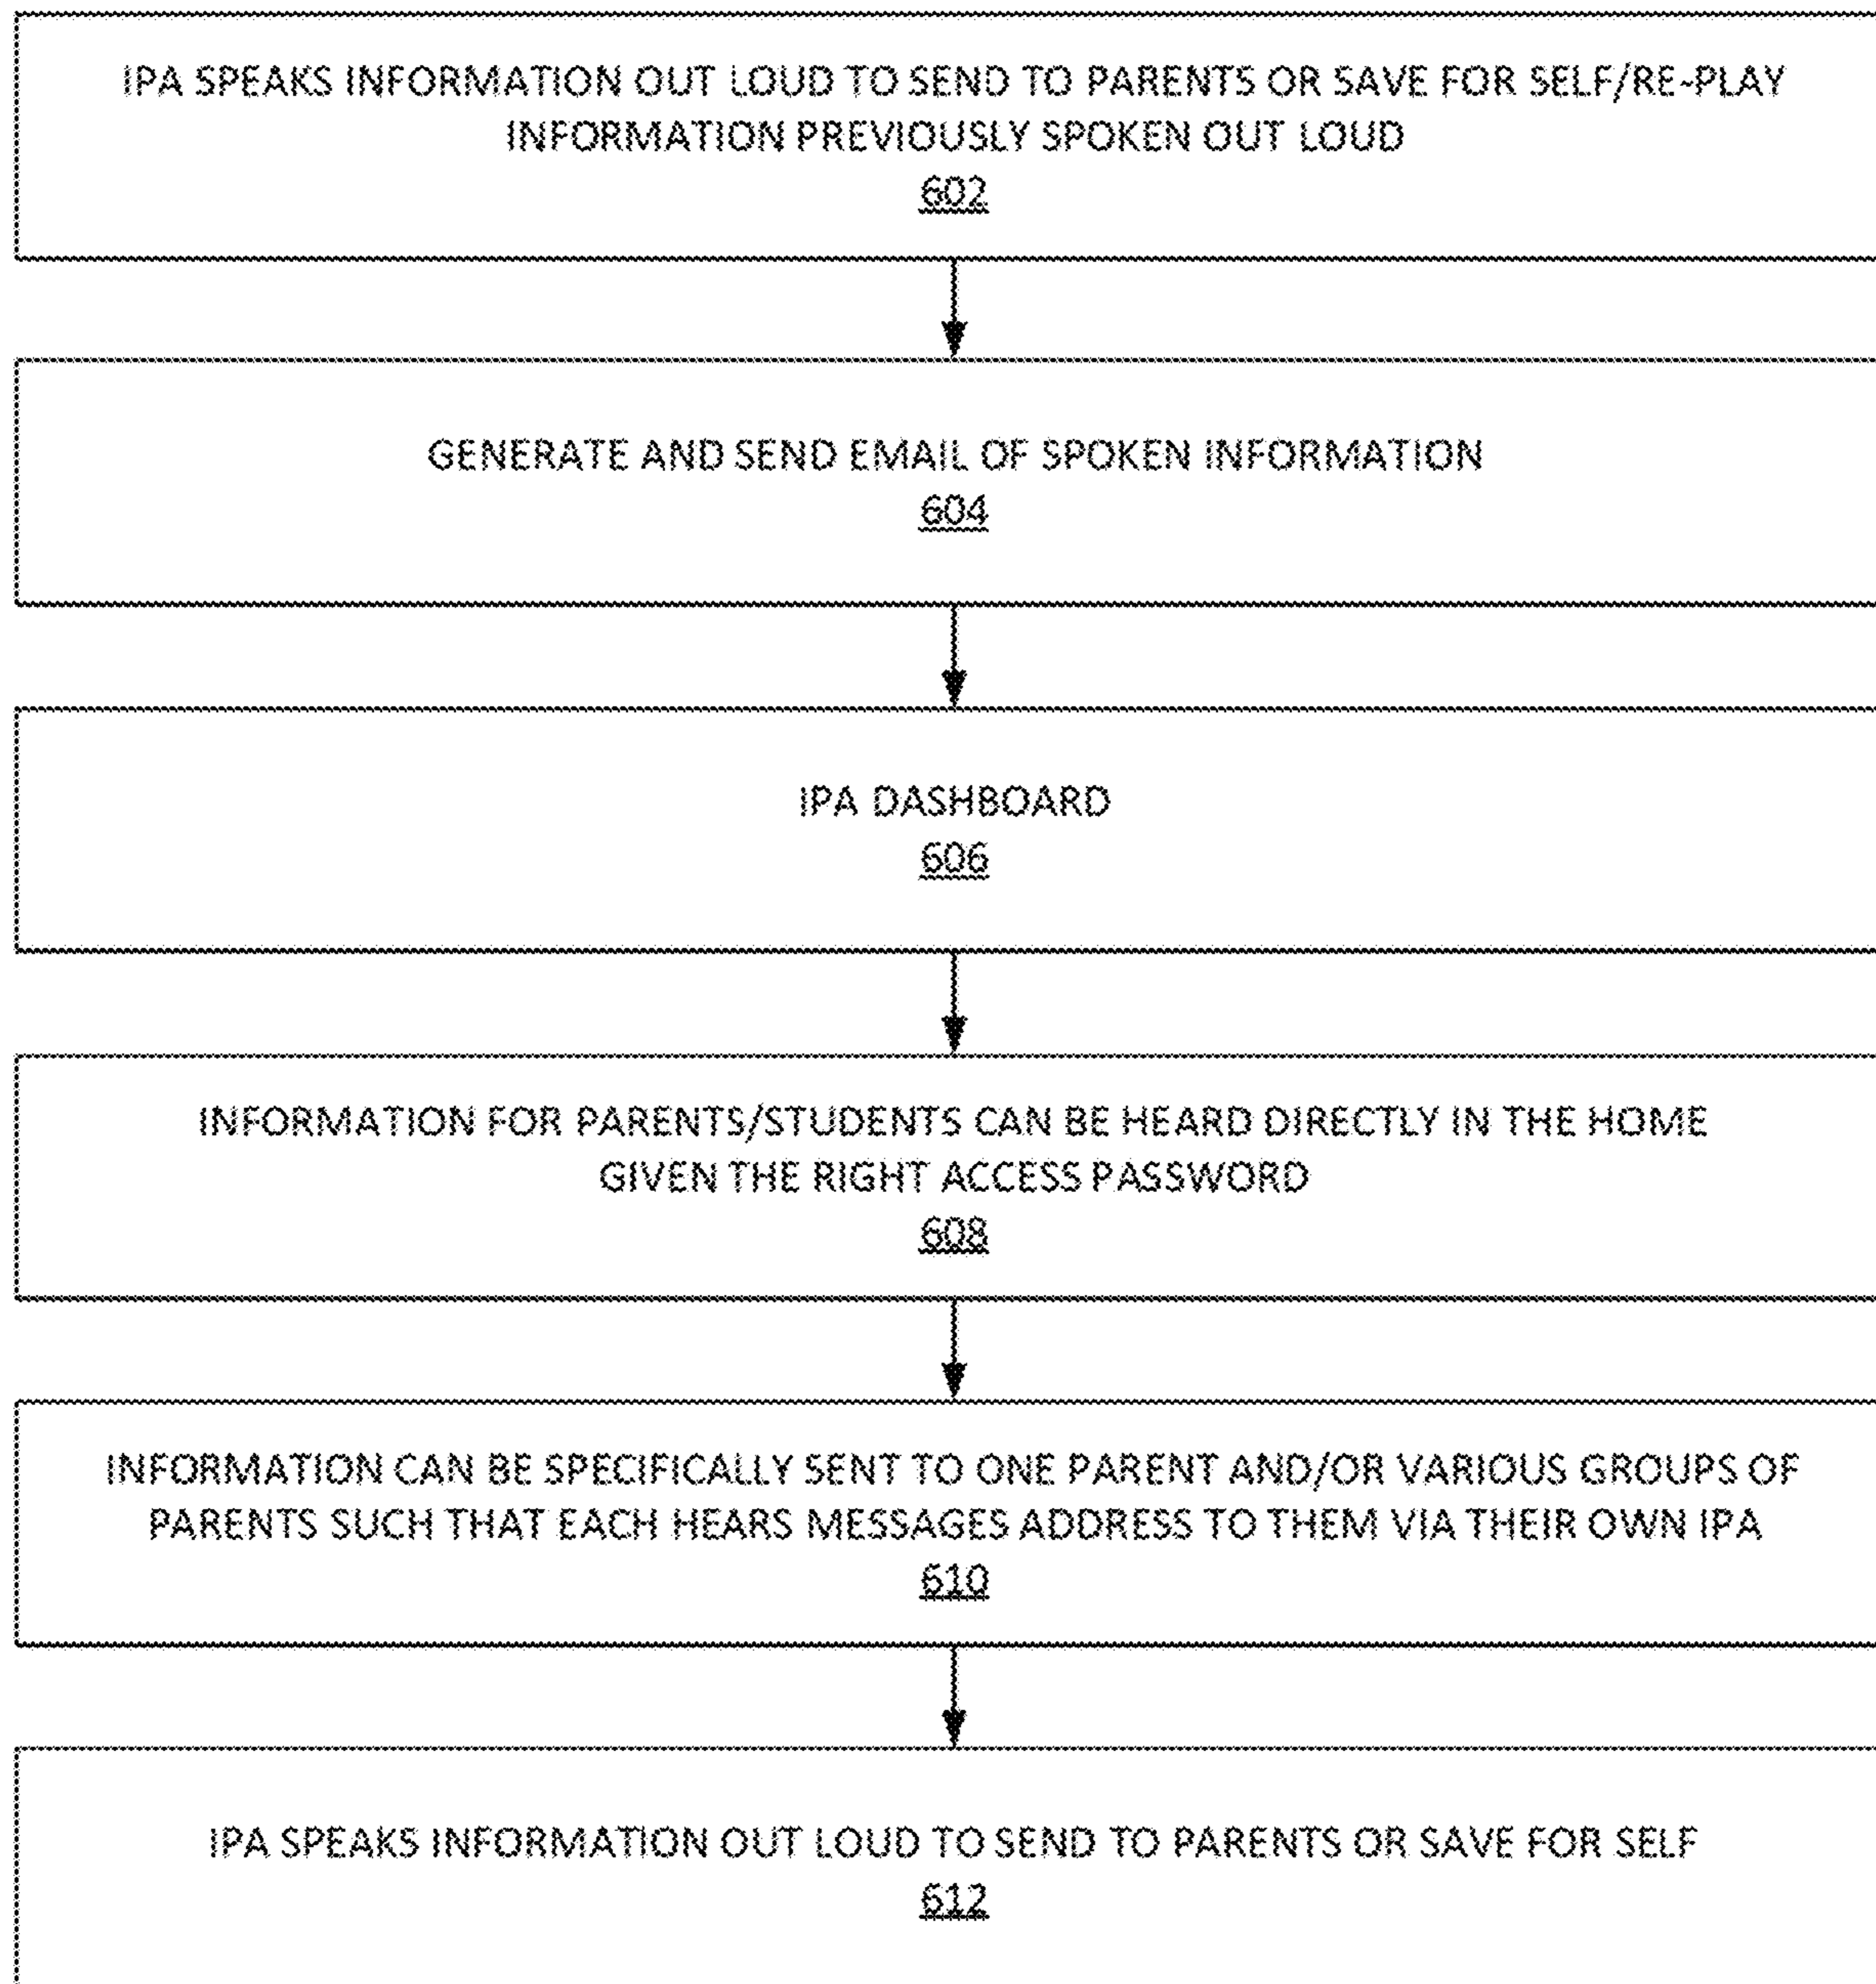 IPA SPEAKS INFORMATION OUT LOUD TO SEND TO PARENTS OR SAVE FOR SELF/RE-PLAY
INFORMATION PREVIOUSLY SPOKEN OUT LOUD
602
GENERATE AND SEND EMAIL OF SPOKEN INFORMATION
604
IPA DASHBOARD
606
INFORMATION FOR PARENTS/STUDENTS CAN BE HEARD DIRECTLY IN THE HOME
GIVEN THE RIGHT ACCESS PASSWORD
608
INFORMATION CAN BE SPECIFICALLY SENT TO ONE PARENT AND/OR VARIOUS GROUPS OF
PARENTS SUCH THAT EACH HEARS MESSAGES ADDRESS TO THEM VIA THEIR OWN IPA
610
IPA SPEAKS INFORMATION OUT LOUD TO SEND TO PARENTS OR SAVE FOR SELF
612